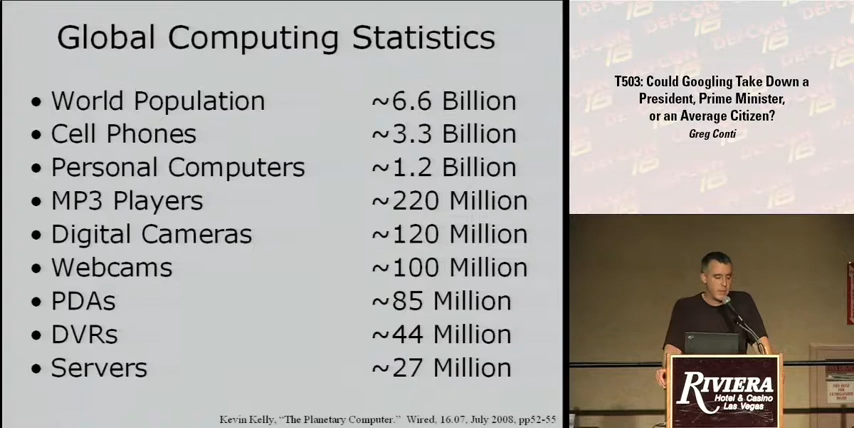 Global Computing Statistics
• World Population ~6.6 Billion
• Cell Phones ~3.3 Billion
• Personal Computers ~1.2 Billion
• MP3 Players ~220 Million
• Digital Cameras ~120 Million
• Webcams ~100 Million
• PDAs ~85 Million
• DVRs ~44 Million
• Servers ~27 Million
Kevin Kelly, “The Planetary Computer.” Wired, 16.07, July 2008, pp52-55
T503: Could Googling Take Down a
President, Prime Minister,
or an Average Citizen?
Greg Conti
DEFCON 16
RIVIERA
Hotel & Casino
Las Vegas